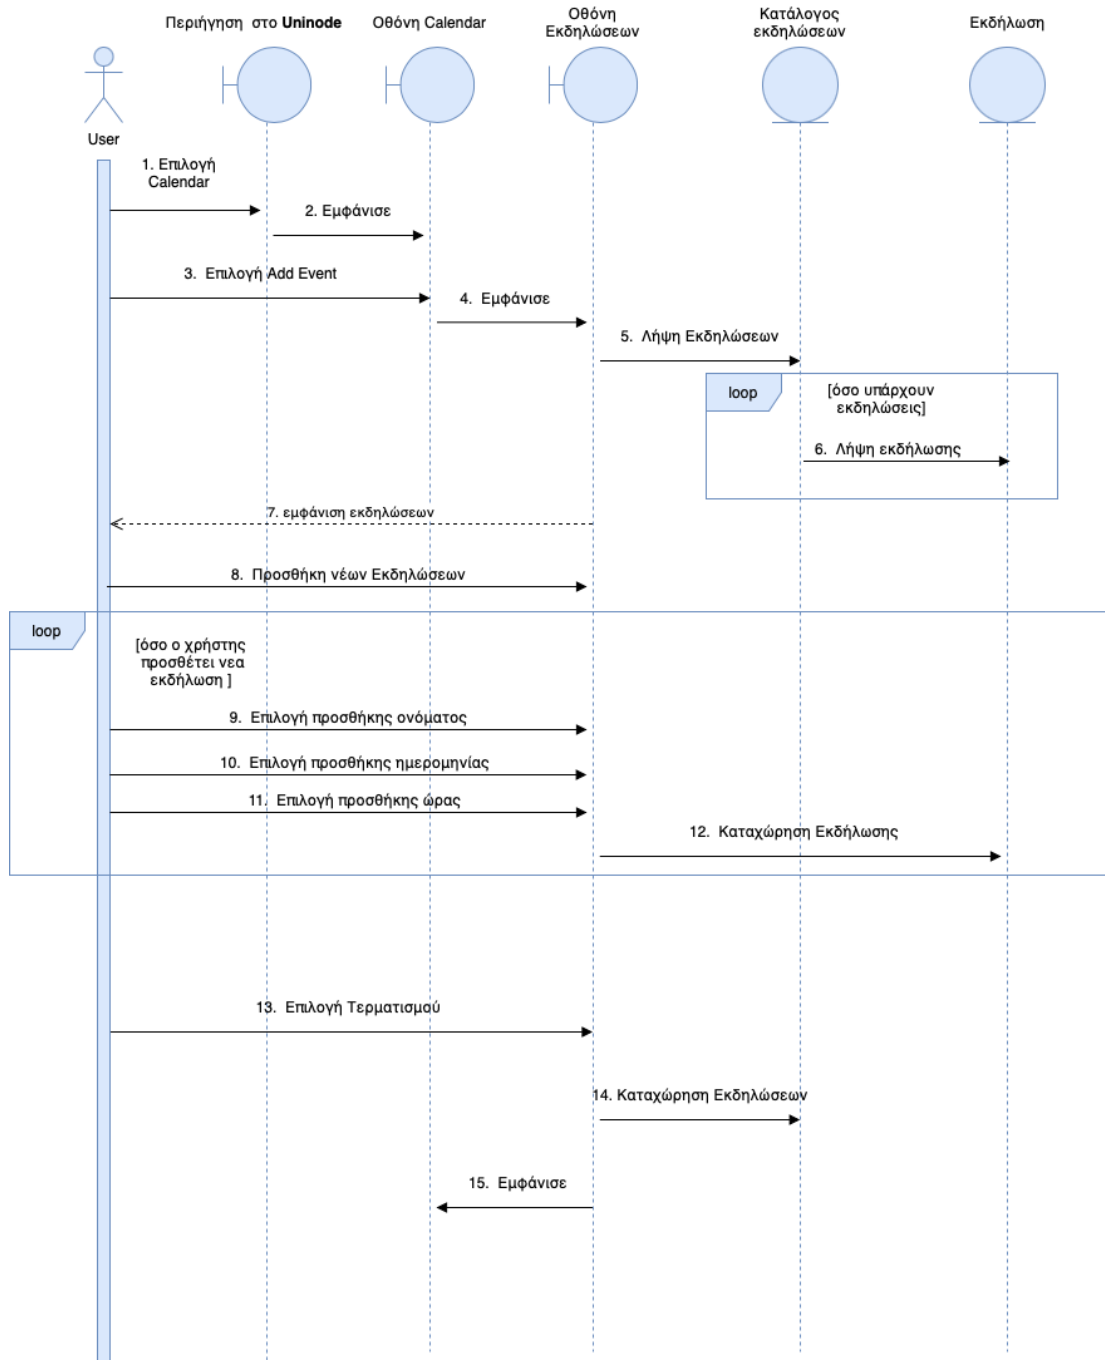 Περιήγηση στο Uninode
Οθόνη Calendar
Οθόνη
Εκδηλώσεων
Κατάλογος
εκδηλώσεων
Εκδήλωση
User
1. Επιλογή
Calendar
2. Εμφάνισε
3. Επιλογή Add Event
4. Εμφάνισε
5. Λήψη Εκδηλώσεων
loop
[όσο υπάρχουν
εκδηλώσεις]
6. Λήψη εκδήλωσης
7. εμφάνιση εκδηλώσεων
8. Προσθήκη νέων Εκδηλώσεων
loop
[όσο ο χρήστης
προσθέτει νεα
εκδήλωση ]
9. Επιλογή προσθήκης ονόματος
10. Επιλογή προσθήκης ημερομηνίας
11. Επιλογή προσθήκης ώρας
12. Καταχώρηση Εκδήλωσης
13. Επιλογή Τερματισμού
14. Καταχώρηση Εκδηλώσεων
15. Εμφάνισε